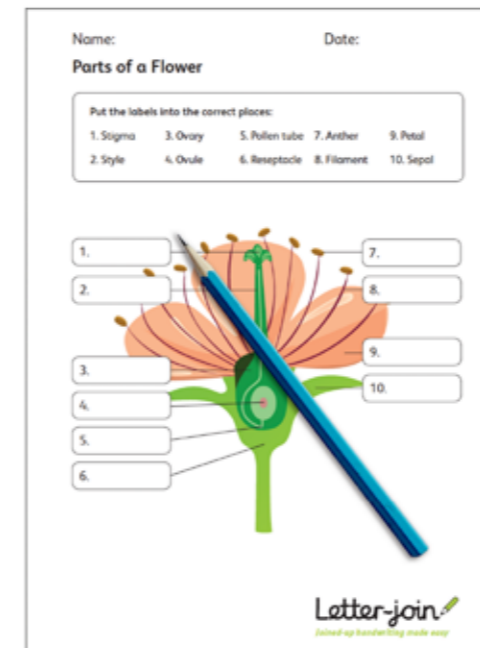 Name: Date:
Parts of a Flower
Put the labels into the correct places:
1. Stigma 3. Ovary 5. Pollen tube 7. Anther 9. Petal
2. Style 4. Ovule 6. Reseptacle 8. Filament 10. Sepal
1. 7.
2. 8.
9.
3.
10.
4.
5.
6.
Letter-join
Joined-up handwriting made easy